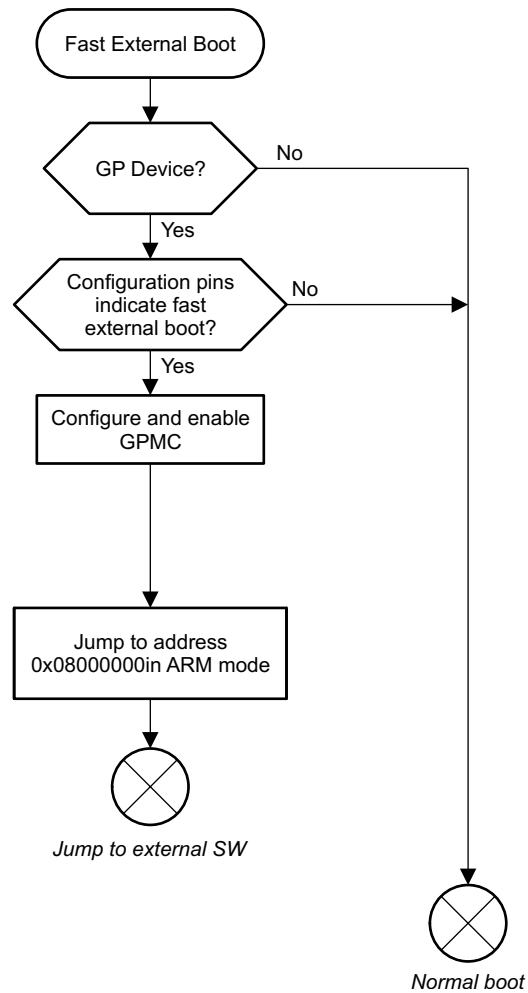 Fast External Boot
GP Device?
No
Yes
Configuration pins
indicate fast
external boot?
No
Yes
Configure and enable
GPMC
Jump to address
0x08000000in ARM mode
Jump to external SW
Normal boot